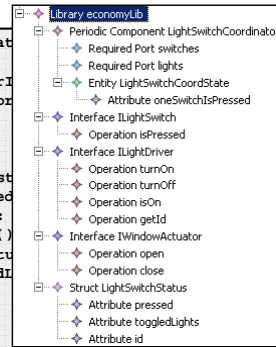 Library economyLib
Periodic Component LightSwitchCoordinato
Required Port switches
Required Port lights
Entity LightSwitchCoordState
Attribute oneSwitchIsPressed
Interface ILightSwitch
Operation isPressed
Interface ILightDriver
Operation turnOn
Operation turnOff
Operation isOn
Operation getId
Interface IWindowActuator
Operation open
Operation close
Struct LightSwitchStatus
Attribute pressed
Attribute toggledLights
Attribute id